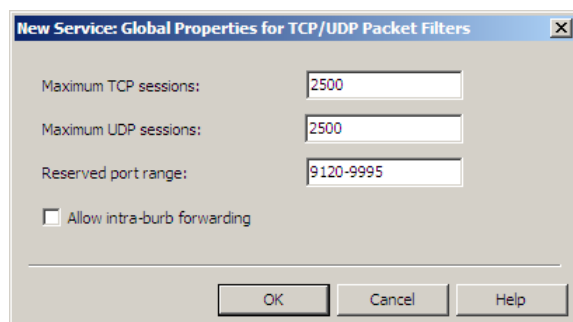 New Service: Global Properties for TCP/UDP Packet Filters
Maximum TCP sessions: 2500
Maximum UDP sessions: 2500
Reserved port range: 9120-9995
Allow intra-burb forwarding
OK Cancel Help